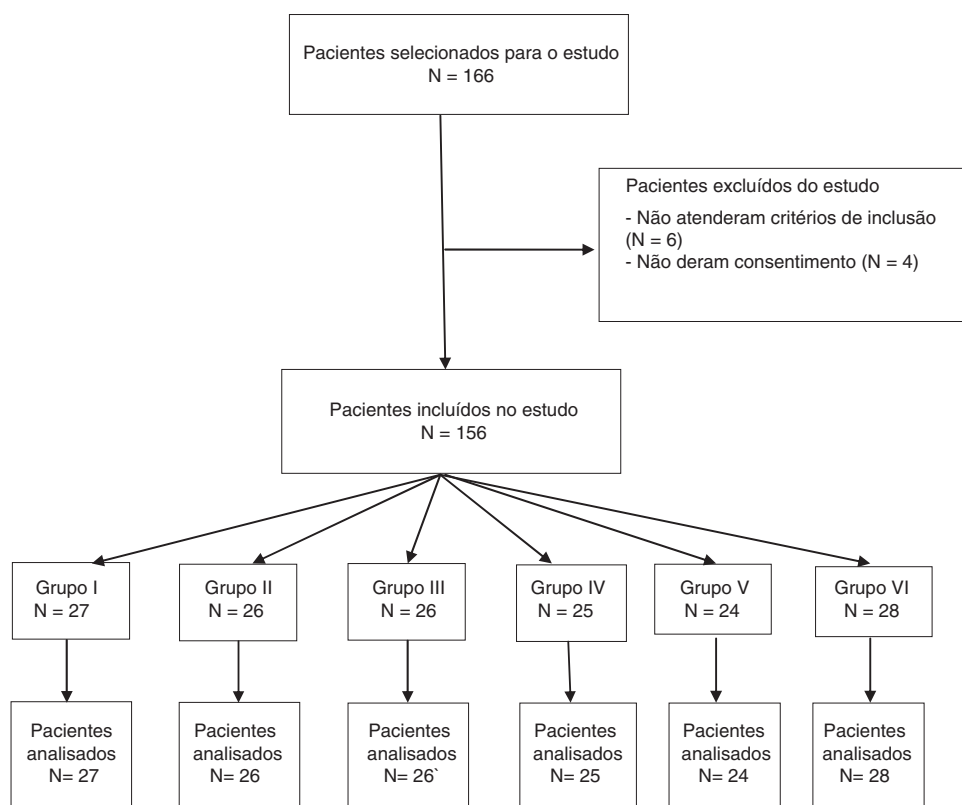 Pacientes selecionados para o estudo
N = 166
Pacientes excluídos do estudo
- Não atenderam critérios de inclusão
(N = 6)
- Não deram consentimento (N = 4)
Pacientes incluídos no estudo
N = 156
Grupo I
N = 27
Grupo II
N = 26
Grupo III
N = 26
Grupo IV
N = 25
Grupo V
N = 24
Grupo VI
N = 28
Pacientes
analisados
N= 27
Pacientes
analisados
N= 26
Pacientes
analisados
N= 26`
Pacientes
analisados
N= 25
Pacientes
analisados
N= 24
Pacientes
analisados
N= 28